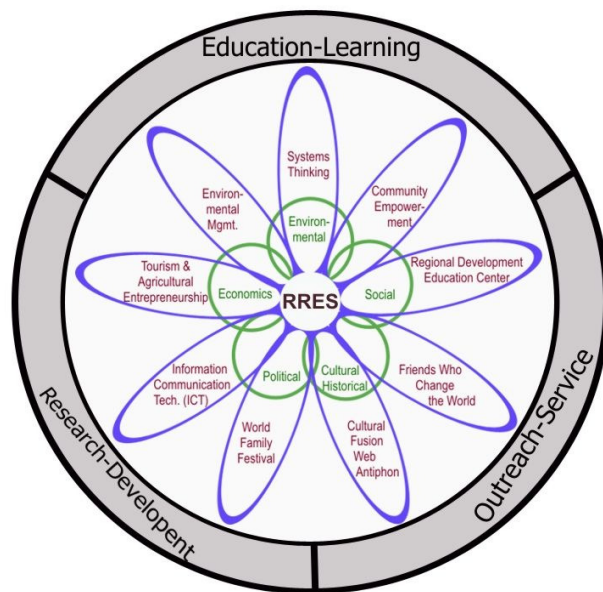 Education-Learning
Systems
Thinking
Community
Empower-
ment
Regional Development
Education Center
Friends Who
Change
the World
Cultural
Fusion
Web
Antiphon
World
Family
Festival
Information
Communication
Tech. (ICT)
Tourism &
Agricultural
Entrepreneurship
Environ-
mental
Mgmt.
Environ-
mental
Social
Cultural
Historical
Political
Economics
RRES
Outreach-Service
Research-Developent